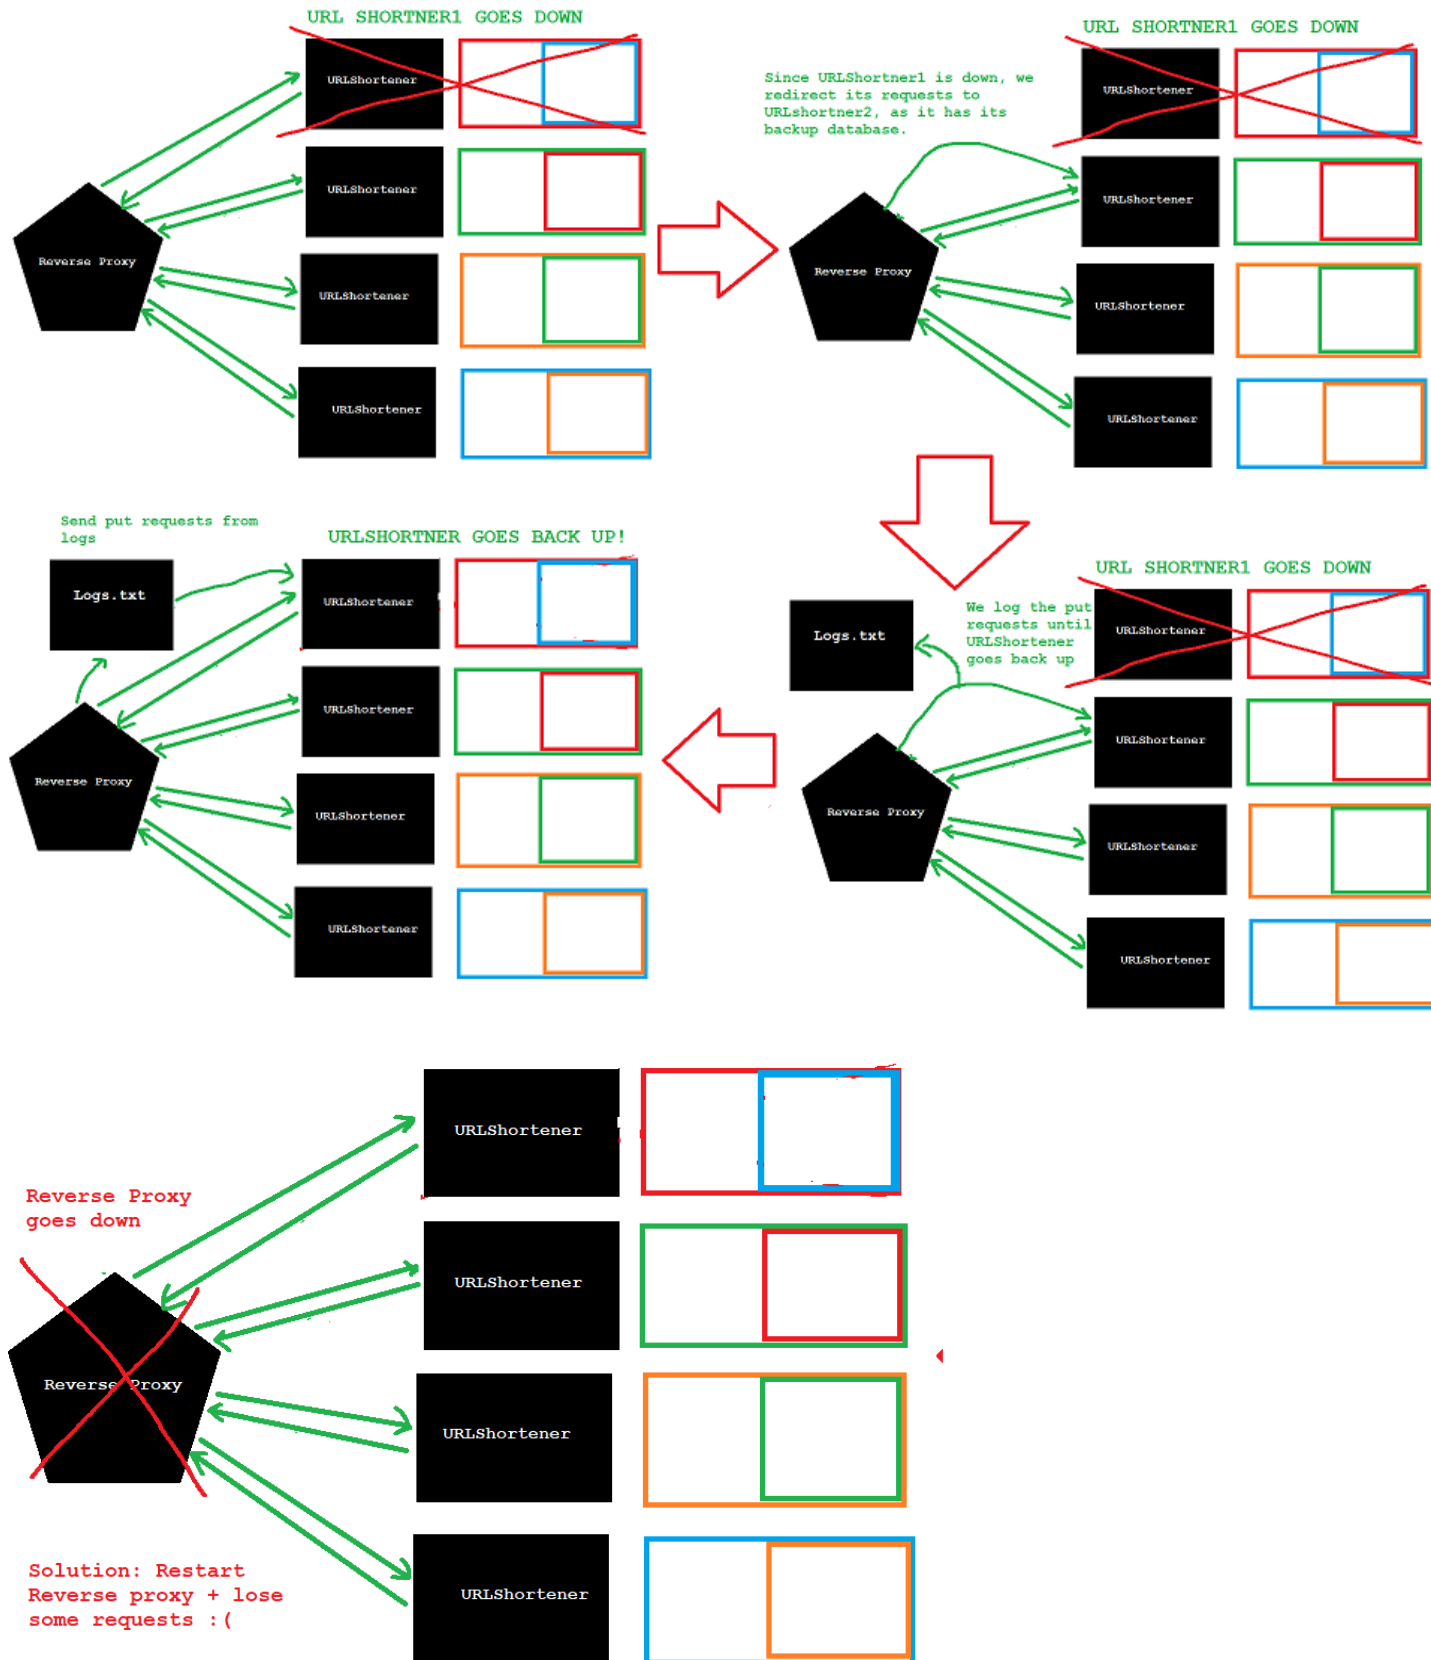 URL SHORTNER1 GOES DOWN
URLShortener
URLShortener
Reverse Proxy
URLShortener
URLShortener
URL SHORTNER1 GOES DOWN
Since URLShortner1 is down, we
redirect its requests to
URLshortner2, as it has its
backup database.
URLShortener
URLShortener
Reverse Proxy
URLShortener
URLShortener
Send put requests from
logs
URLSHORTNER GOES BACK UP!
Logs.txt
URLShortener
URLShortener
Reverse Proxy
URLShortener
URLShortener
URL SHORTNER1 GOES DOWN
We log the put
requests until
URLShortener
goes back up
Logs.txt
URLShortener
URLShortener
Reverse Proxy
URLShortener
URLShortener
URLShortener
Reverse Proxy
goes down
URLShortener
Reverse Proxy
URLShortener
URLShortener
Solution: Restart
Reverse proxy + lose
some requests :(